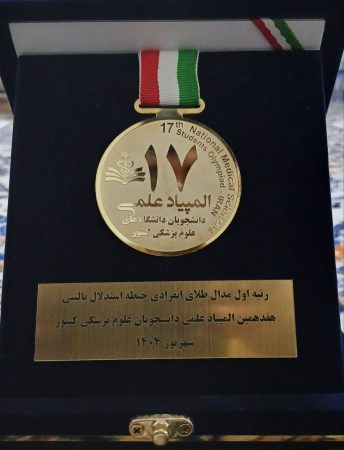 17th National Medical Sciences
Students Olympiad - IRAN
۱۷
المپیاد علمی
دانشجویان دانشگاه‌های
علوم پزشکی کشور
رتبه اول مدال طلای انفرادی حیطه استدلال بالینی
هفدهمین المپیاد علمی دانشجویان علوم پزشکی کشور
شهریور ۱۴۰۴